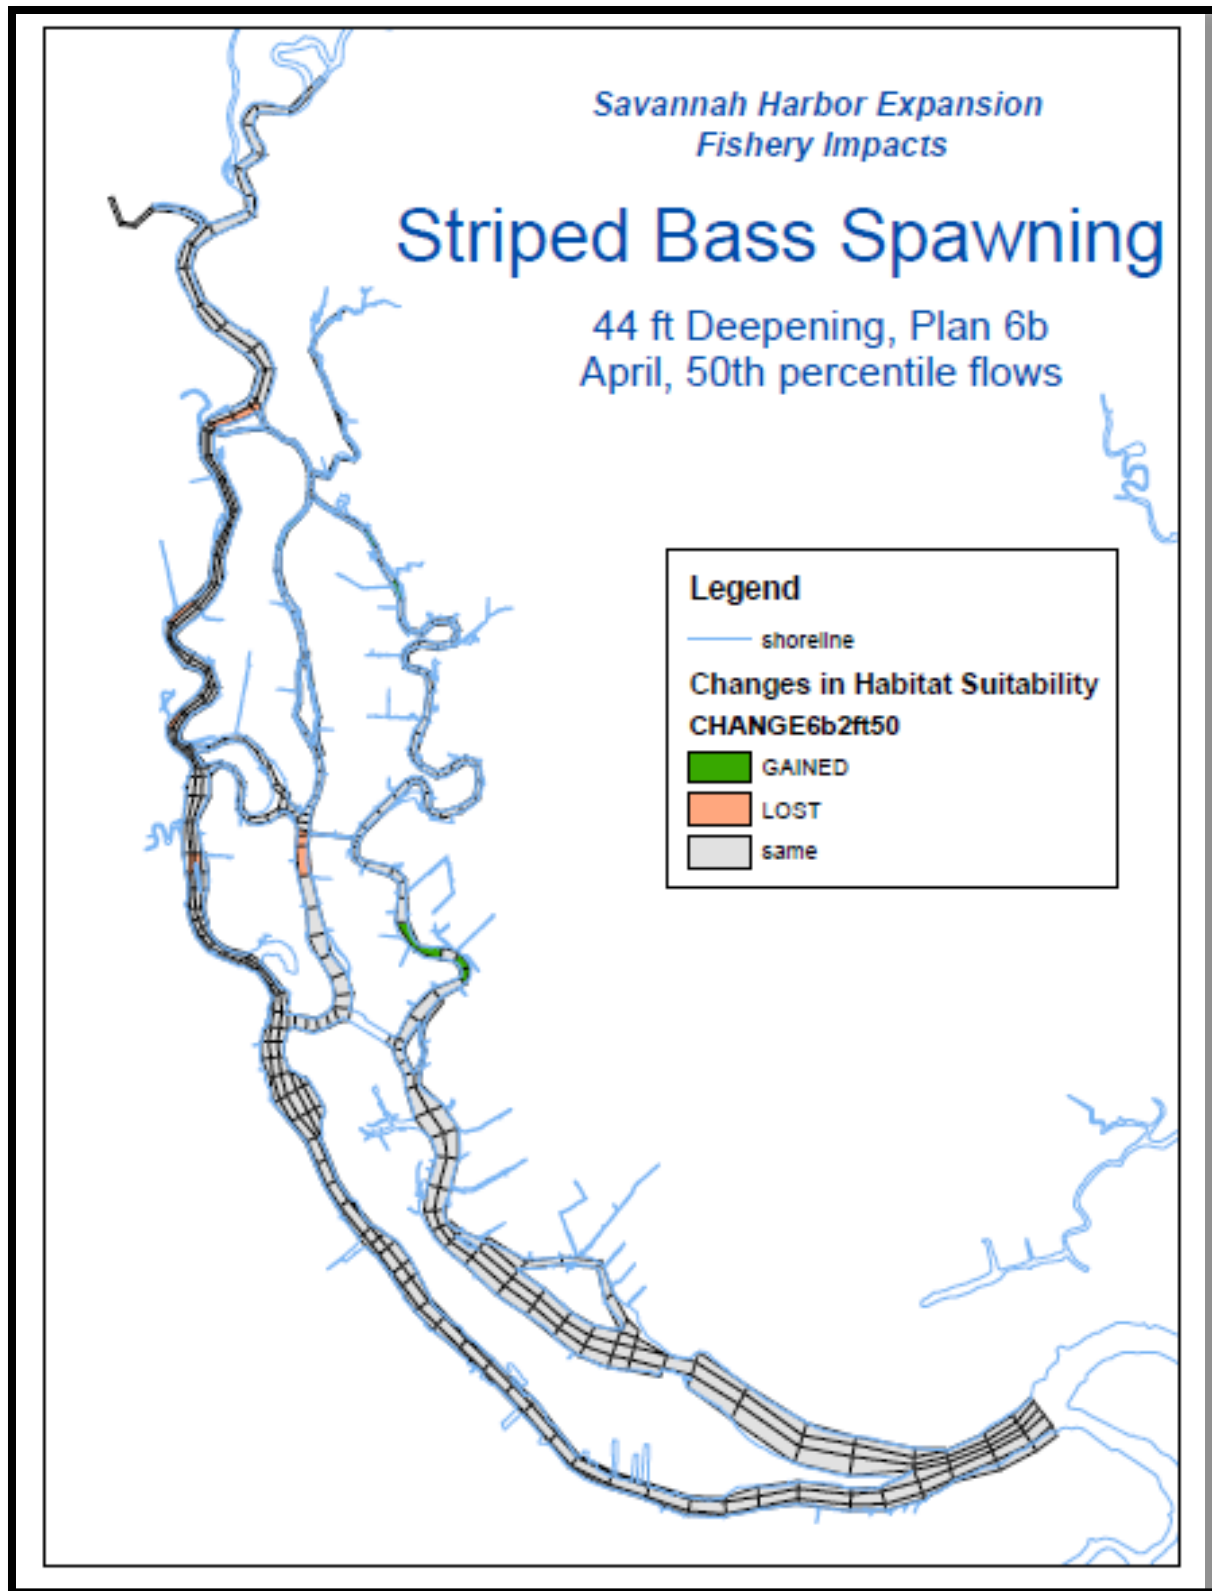 Savannah Harbor Expansion
Fishery Impacts
Striped Bass Spawning
44 ft Deepening, Plan 6b
April, 50th percentile flows
Legend
shoreline
Changes in Habitat Suitability
CHANGE6b2ft50
GAINED
LOST
same